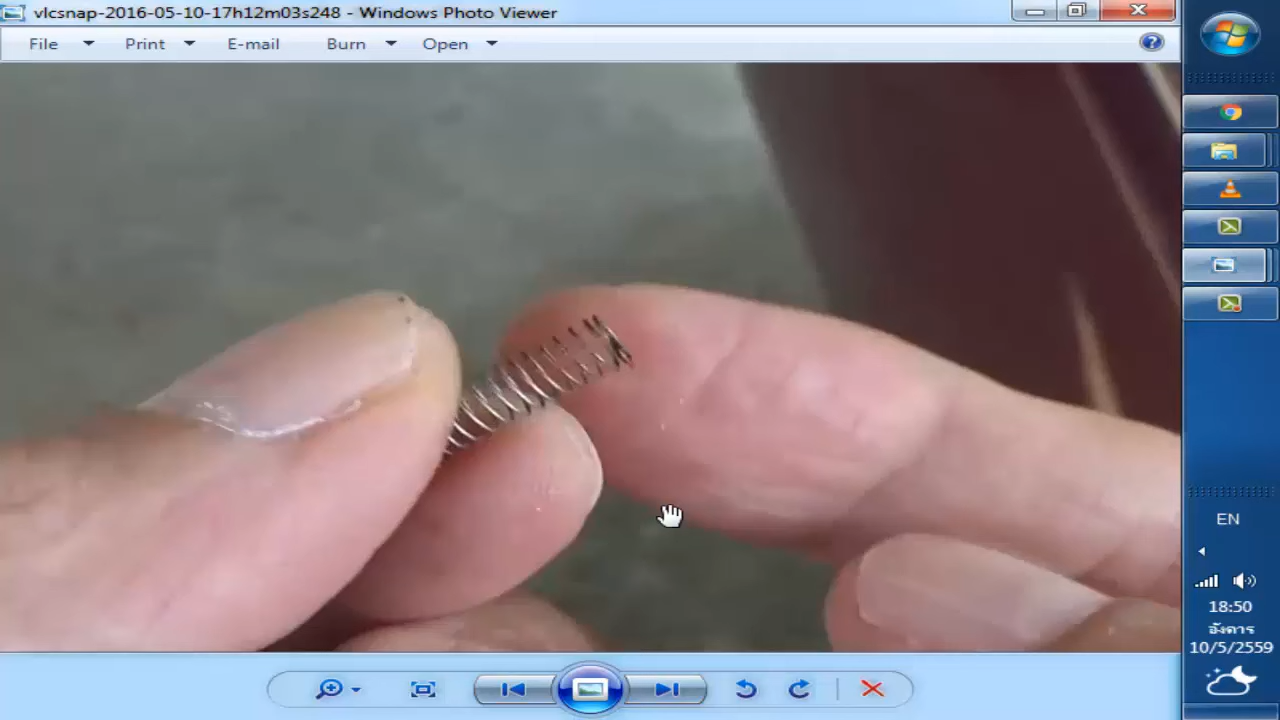 vlcsnap-2016-05-10-17h12m03s248 - Windows Photo Viewer
File Print E-mail Burn Open
EN
18:50
อังคาร
10/5/2559